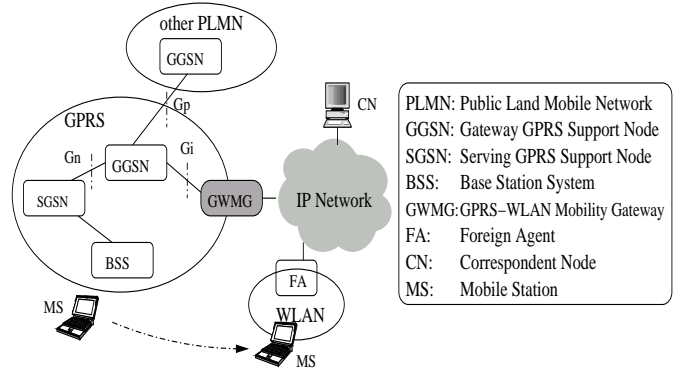 other PLMN
GGSN
Gp
CN
GPRS
Gn
GGSN
Gi
SGSN
GWMG
IP Network
BSS
FA
WLAN
MS
MS
PLMN: Public Land Mobile Network
GGSN: Gateway GPRS Support Node
SGSN: Serving GPRS Support Node
BSS: Base Station System
GWMG: GPRS–WLAN Mobility Gateway
FA: Foreign Agent
CN: Correspondent Node
MS: Mobile Station